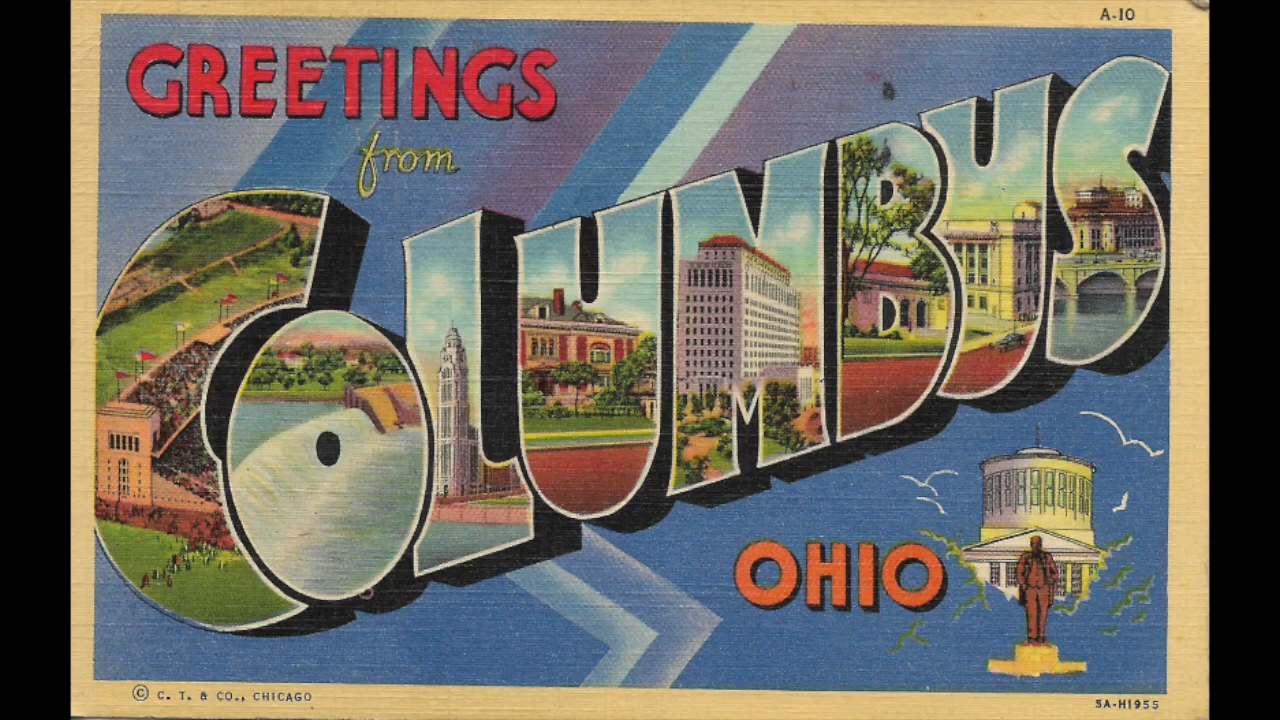 A-10
GREETINGS
from
COLUMBUS
OHIO
© C. T. & CO., CHICAGO
5A-H1955